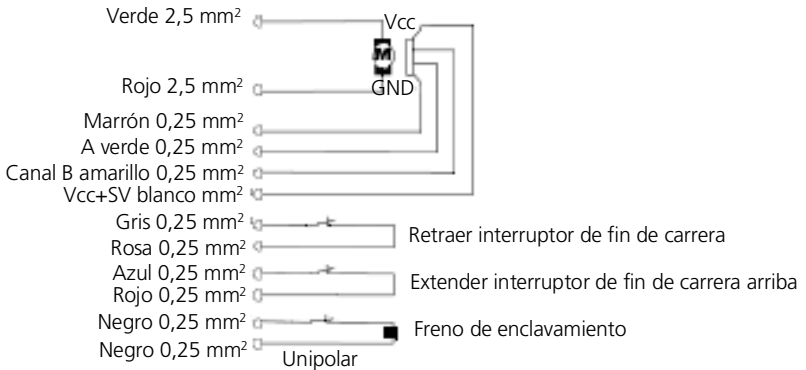 Verde 2,5 mm²
Vcc
M
Rojo 2,5 mm²
GND
Marrón 0,25 mm²
A verde 0,25 mm²
Canal B amarillo 0,25 mm²
Vcc+SV blanco mm²
Gris 0,25 mm²
Retraer interruptor de fin de carrera
Rosa 0,25 mm²
Azul 0,25 mm²
Extender interruptor de fin de carrera arriba
Rojo 0,25 mm²
Negro 0,25 mm²
Freno de enclavamiento
Negro 0,25 mm²
Unipolar